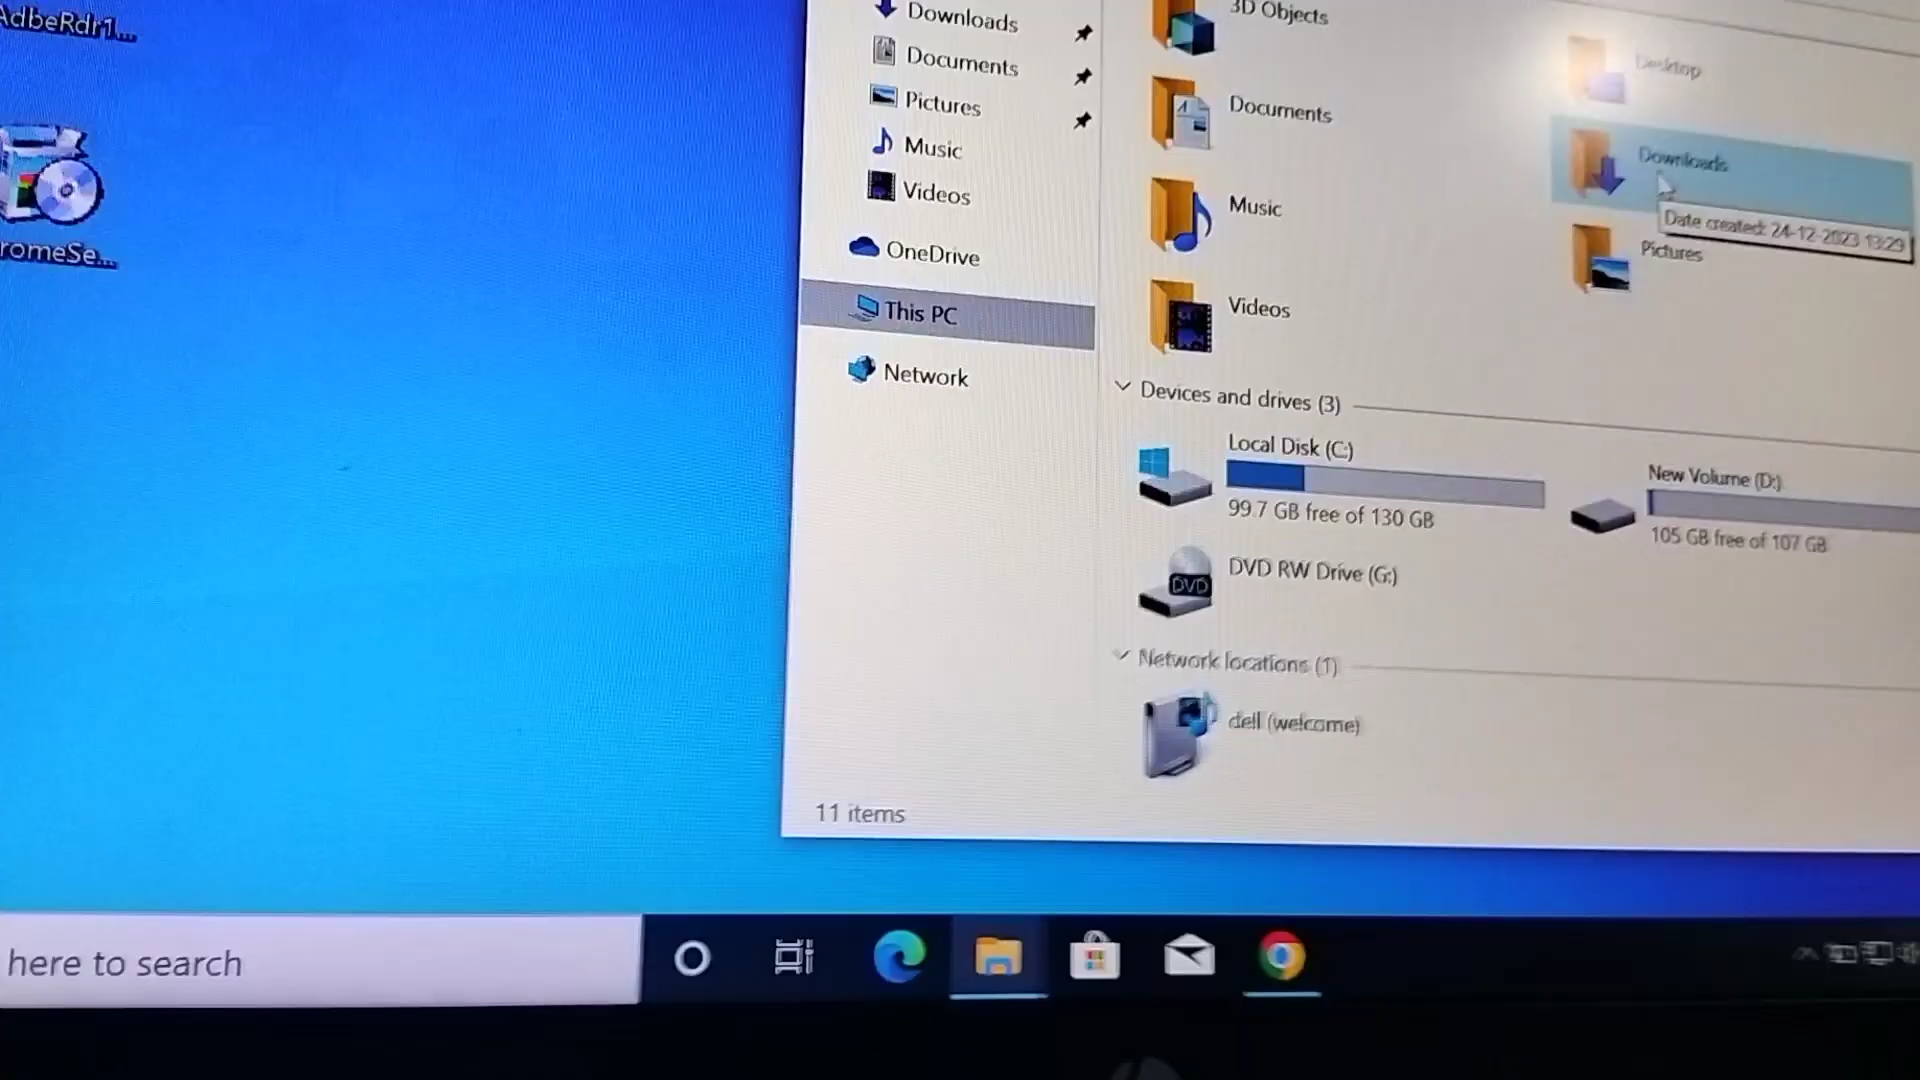 AdbeRdr1...
romeSe...
Downloads
Documents
Pictures
Music
Videos
OneDrive
This PC
Network
3D Objects
Desktop
Documents
Downloads
Date created: 24-12-2023 13:29
Music
Pictures
Videos
Devices and drives (3)
Local Disk (C:)
99.7 GB free of 130 GB
New Volume (D:)
105 GB free of 107 GB
DVD RW Drive (G:)
DVD
Network locations (1)
dell (welcome)
11 items
here to search